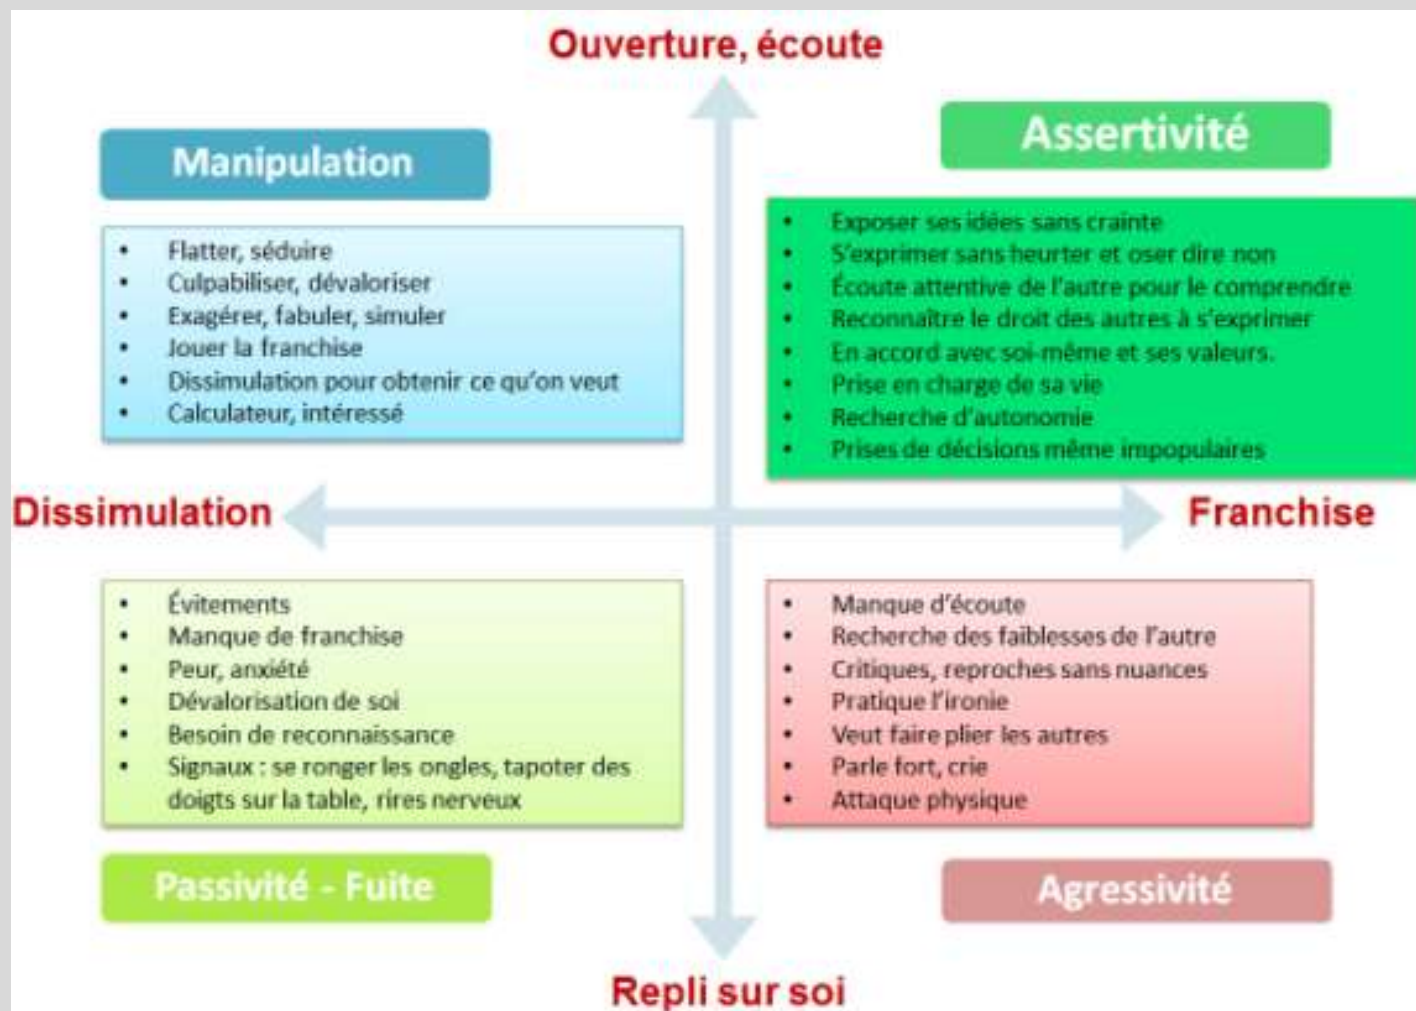 Ouverture, écoute
Manipulation
• Flatter, séduire
• Culpabiliser, dévaloriser
• Exagérer, fabuler, simuler
• Jouer la franchise
• Dissimulation pour obtenir ce qu'on veut
• Calculateur, intéressé
Assertivité
• Exposer ses idées sans crainte
• S'exprimer sans heurter et oser dire non
• Écoute attentive de l'autre pour le comprendre
• Reconnaître le droit des autres à s'exprimer
• En accord avec soi-même et ses valeurs.
• Prise en charge de sa vie
• Recherche d'autonomie
• Prises de décisions même impopulaires
Dissimulation
Franchise
• Évitements
• Manque de franchise
• Peur, anxiété
• Dévalorisation de soi
• Besoin de reconnaissance
• Signaux : se ronger les ongles, tapoter des
doigts sur la table, rires nerveux
Passivité - Fuite
• Manque d'écoute
• Recherche des faiblesses de l'autre
• Critiques, reproches sans nuances
• Pratique l'ironie
• Veut faire plier les autres
• Parle fort, crie
• Attaque physique
Agressivité
Repli sur soi